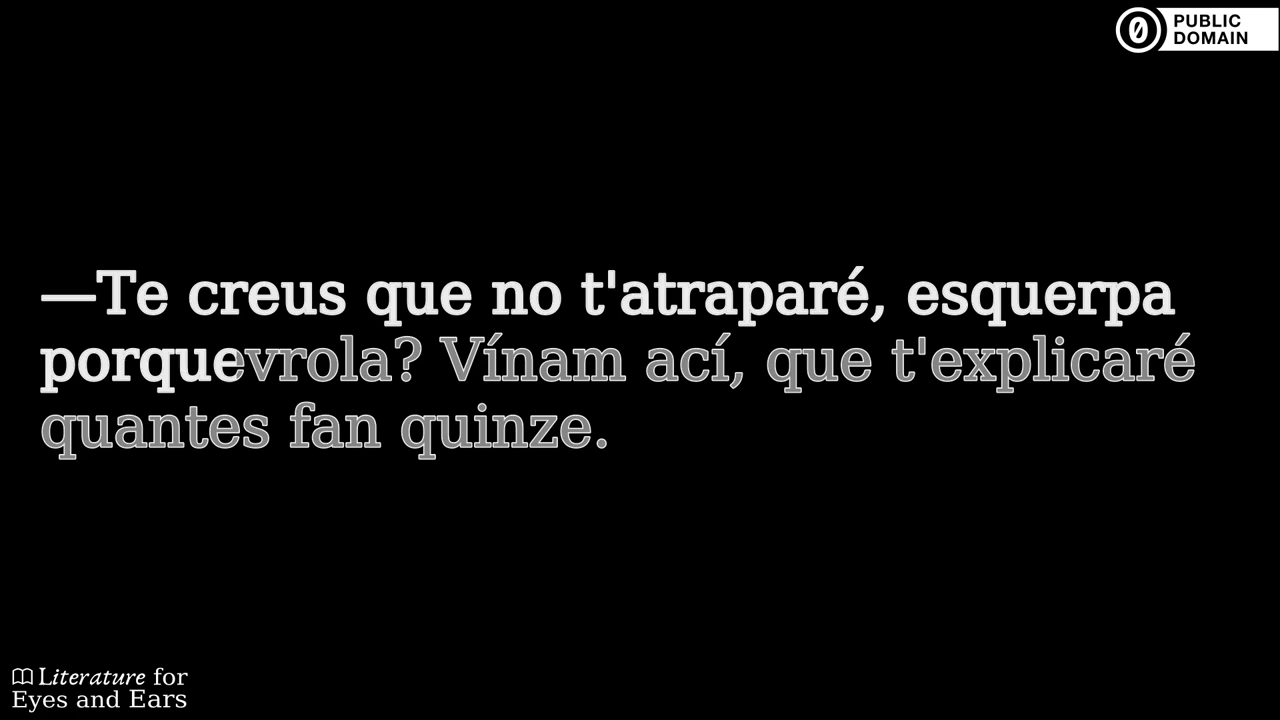 0 PUBLIC
DOMAIN
—Te creus que no t'atraparé, esquerpa
porquevrola? Vínam ací, que t'explicaré
quantes fan quinze.
Literature for
Eyes and Ears